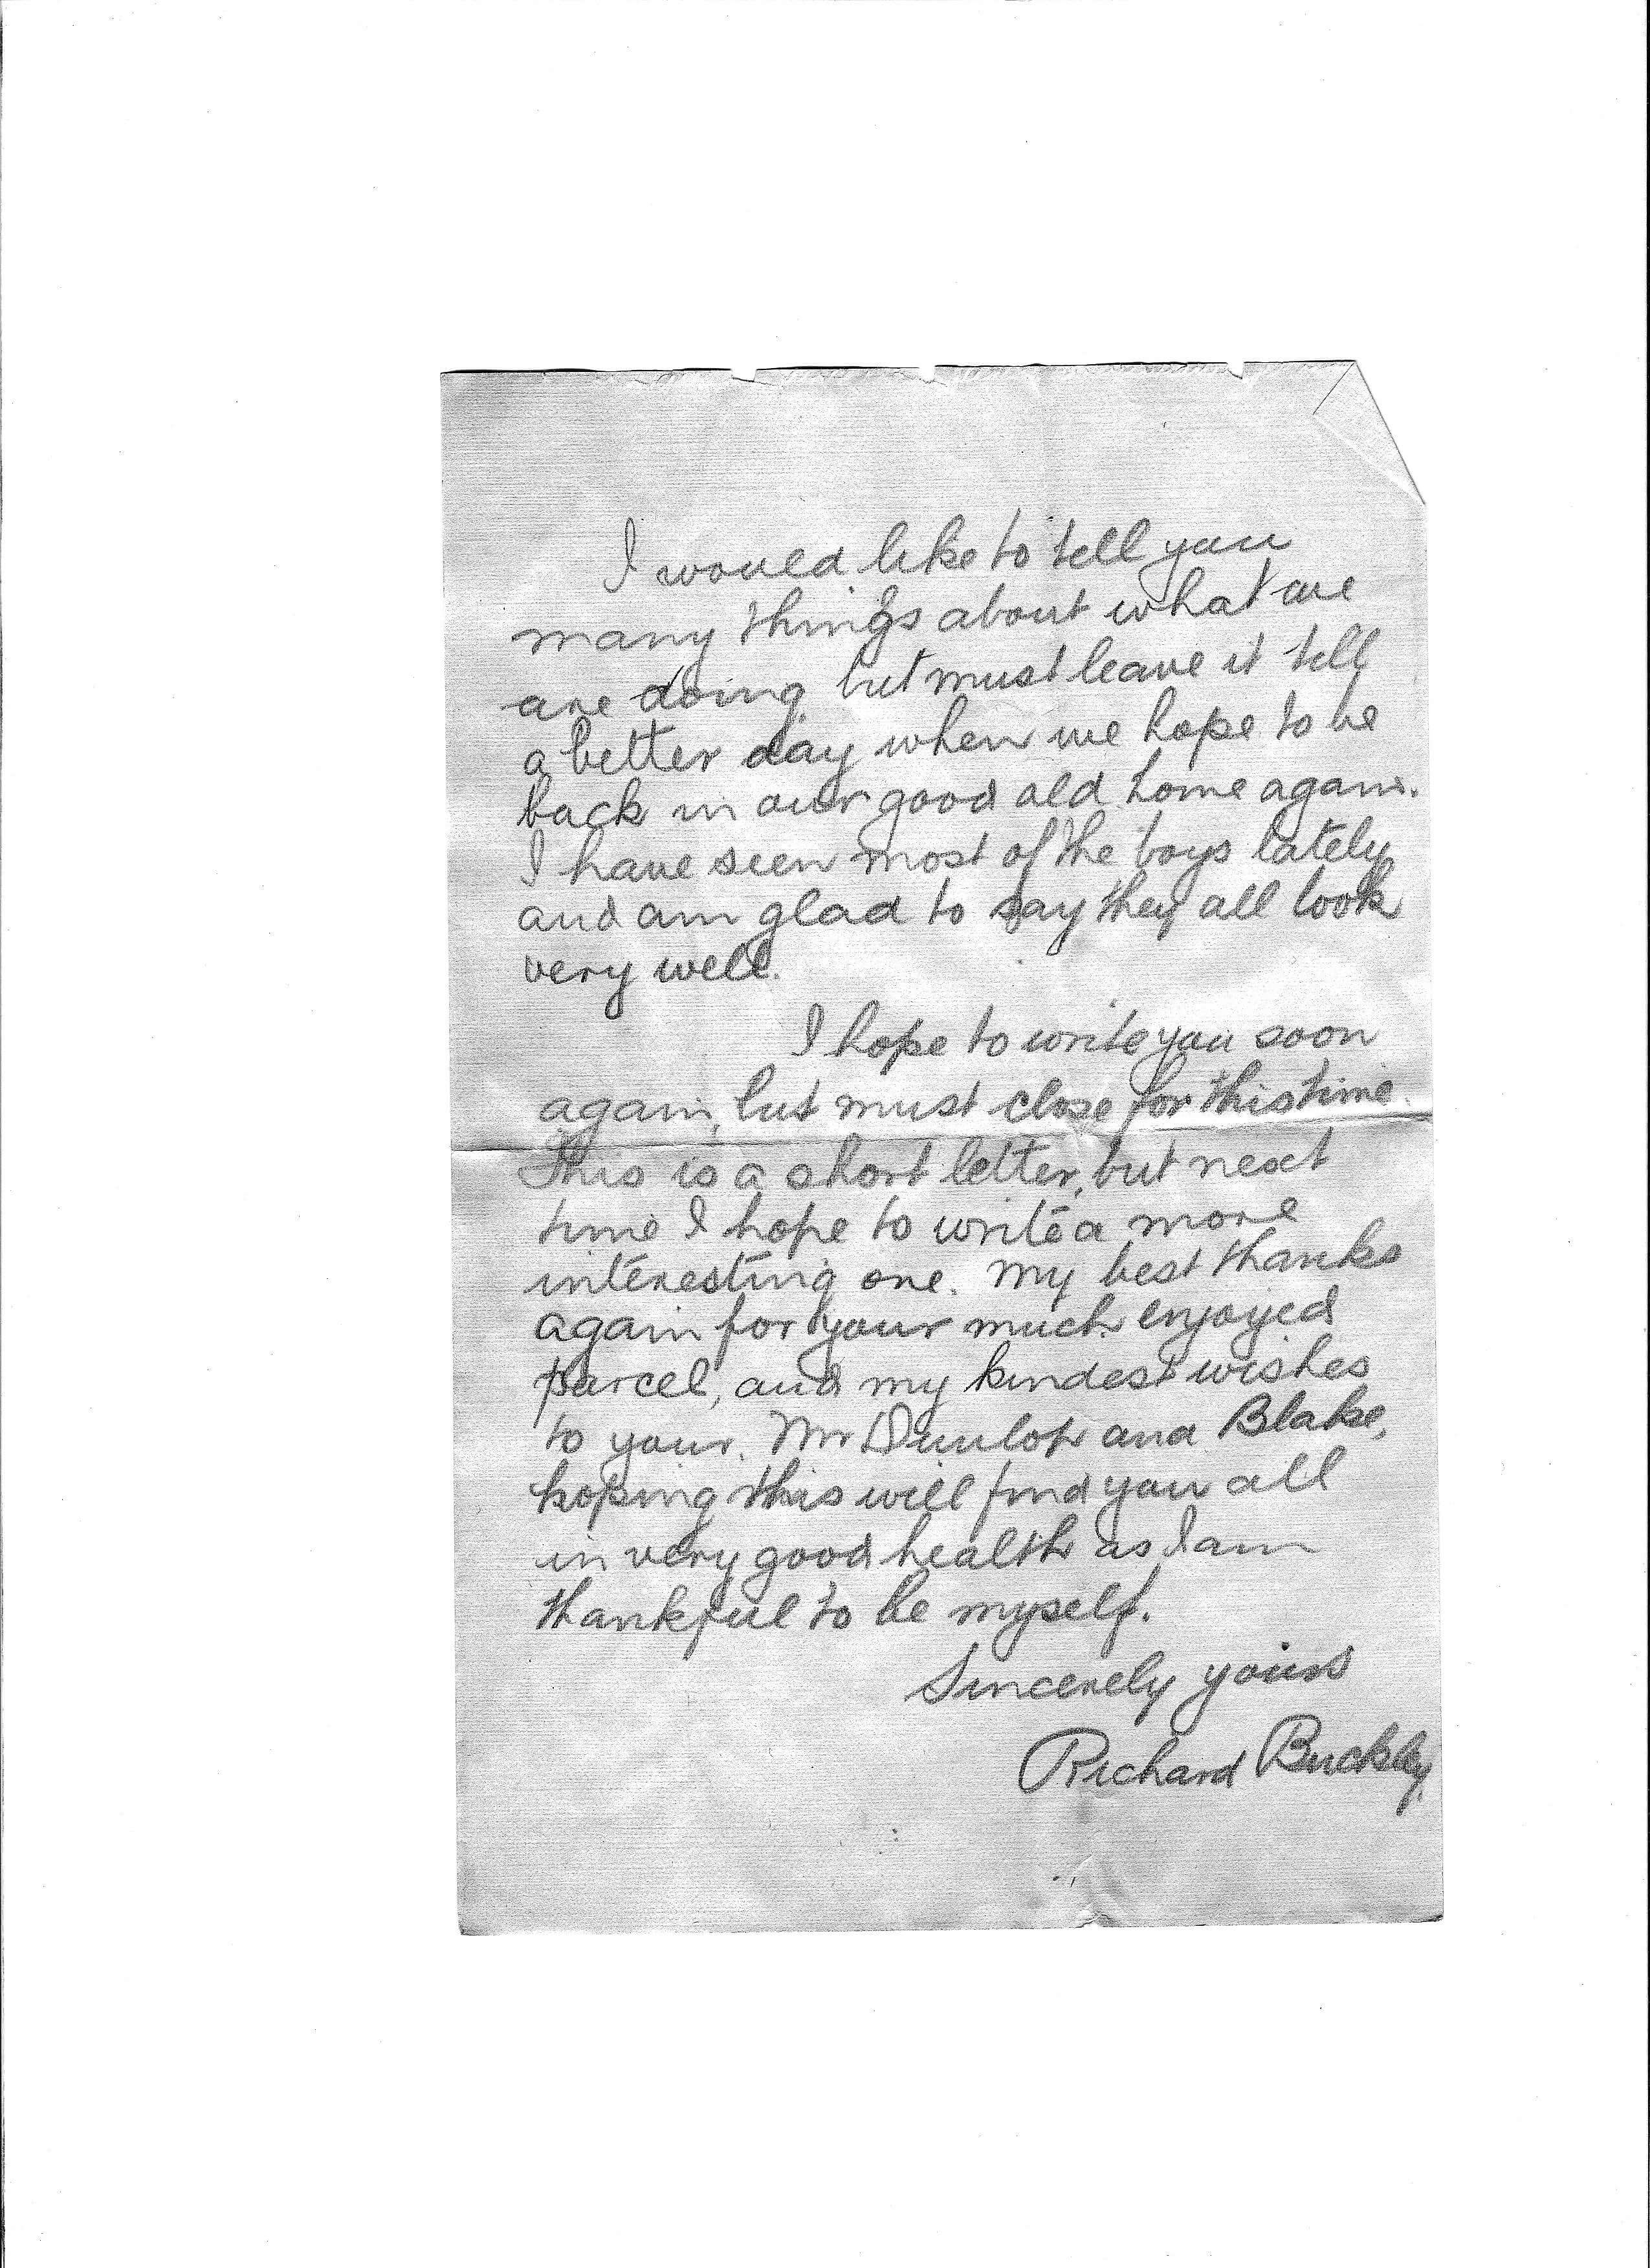 I would like to tell you
many things about what we
are doing but must leave it till
a better day when we hope to be
back in our good old home again.
I have seen most of the boys lately
and am glad to say they all look
very well.
I hope to write you soon
again, but must close for this time.
This is a short letter, but next
time I hope to write a more
interesting one. My best thanks
again for your much enjoyed
parcel, and my kindest wishes
to your. Mr Dunlop and Blake,
hoping this will find you all
in very good health as I am
thankful to be myself.
Sincerely yours
Richard Buckley.